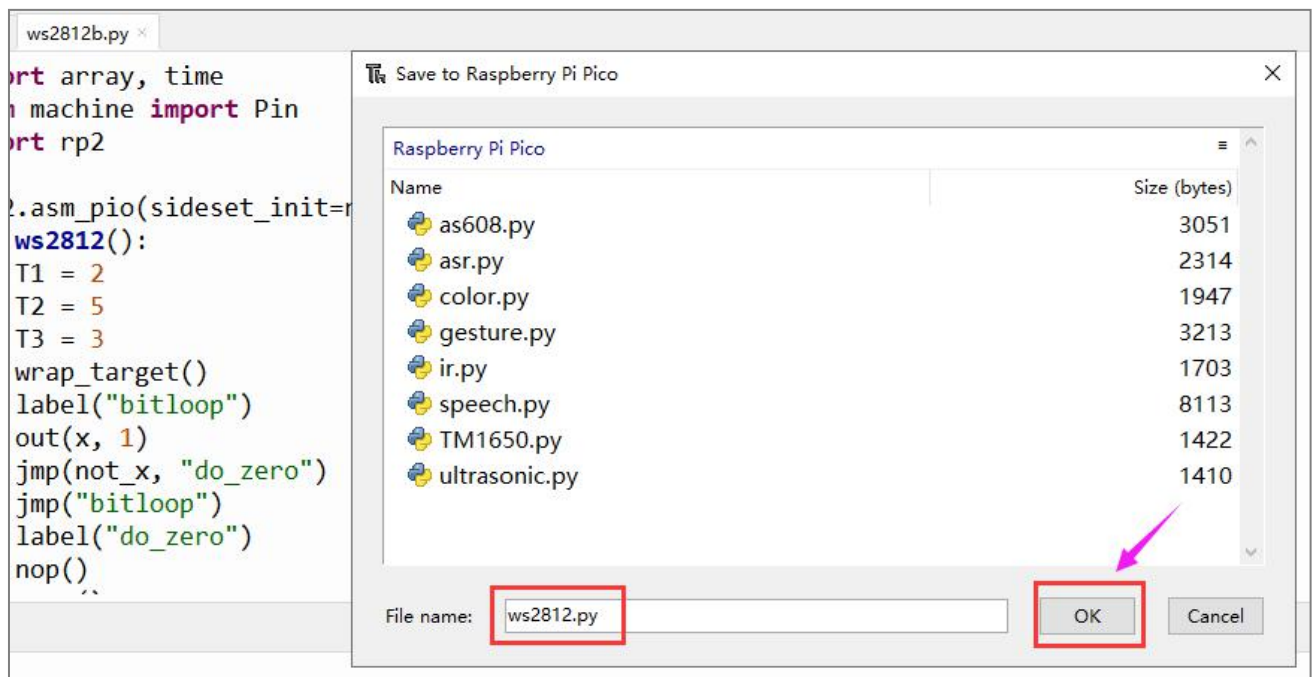 ws2812b.py ×
ort array, time
machine import Pin
ort rp2
.asm_pio(sideset_init=
ws2812():
T1 = 2
T2 = 5
T3 = 3
wrap_target()
label("bitloop")
out(x, 1)
jmp(not_x, "do_zero")
jmp("bitloop")
label("do_zero")
nop()
Save to Raspberry Pi Pico
Raspberry Pi Pico
Name Size (bytes)
as608.py 3051
asr.py 2314
color.py 1947
gesture.py 3213
ir.py 1703
speech.py 8113
TM1650.py 1422
ultrasonic.py 1410
File name: ws2812.py OK Cancel